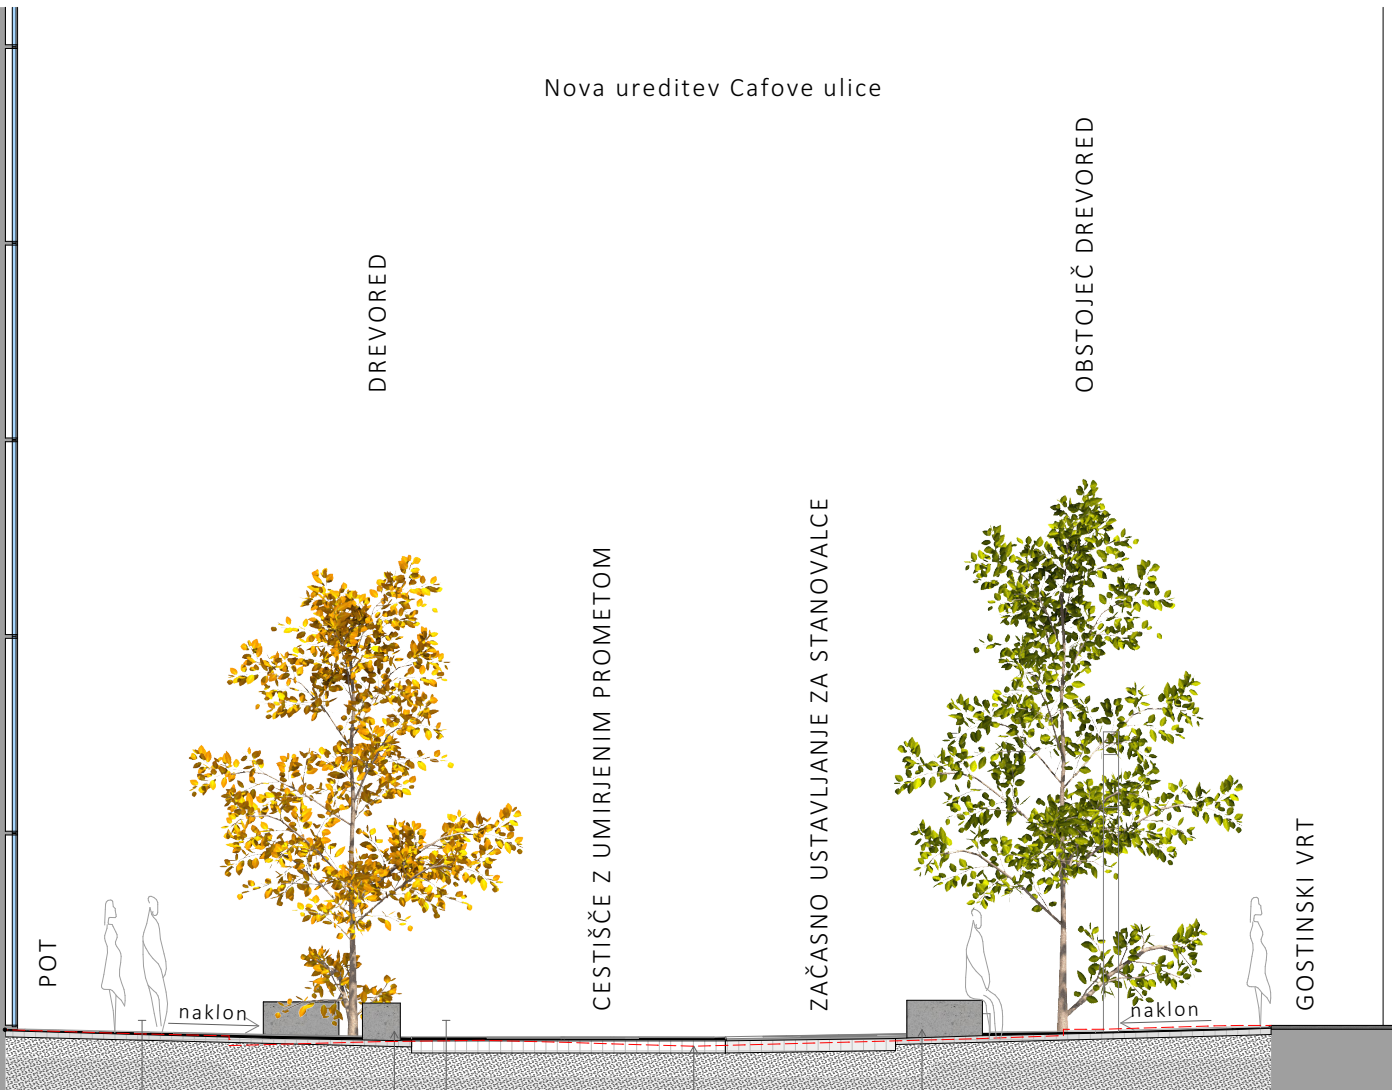 Nova ureditev Cafove ulice
POT
naklon
DREVORED
CESTIŠČE Z UMIRJENIM PROMETOM
ZAČASNO USTAVLJANJE ZA STANOVALCE
OBSTOJEČ DREVORED
naklon
GOSTINSKI VRT